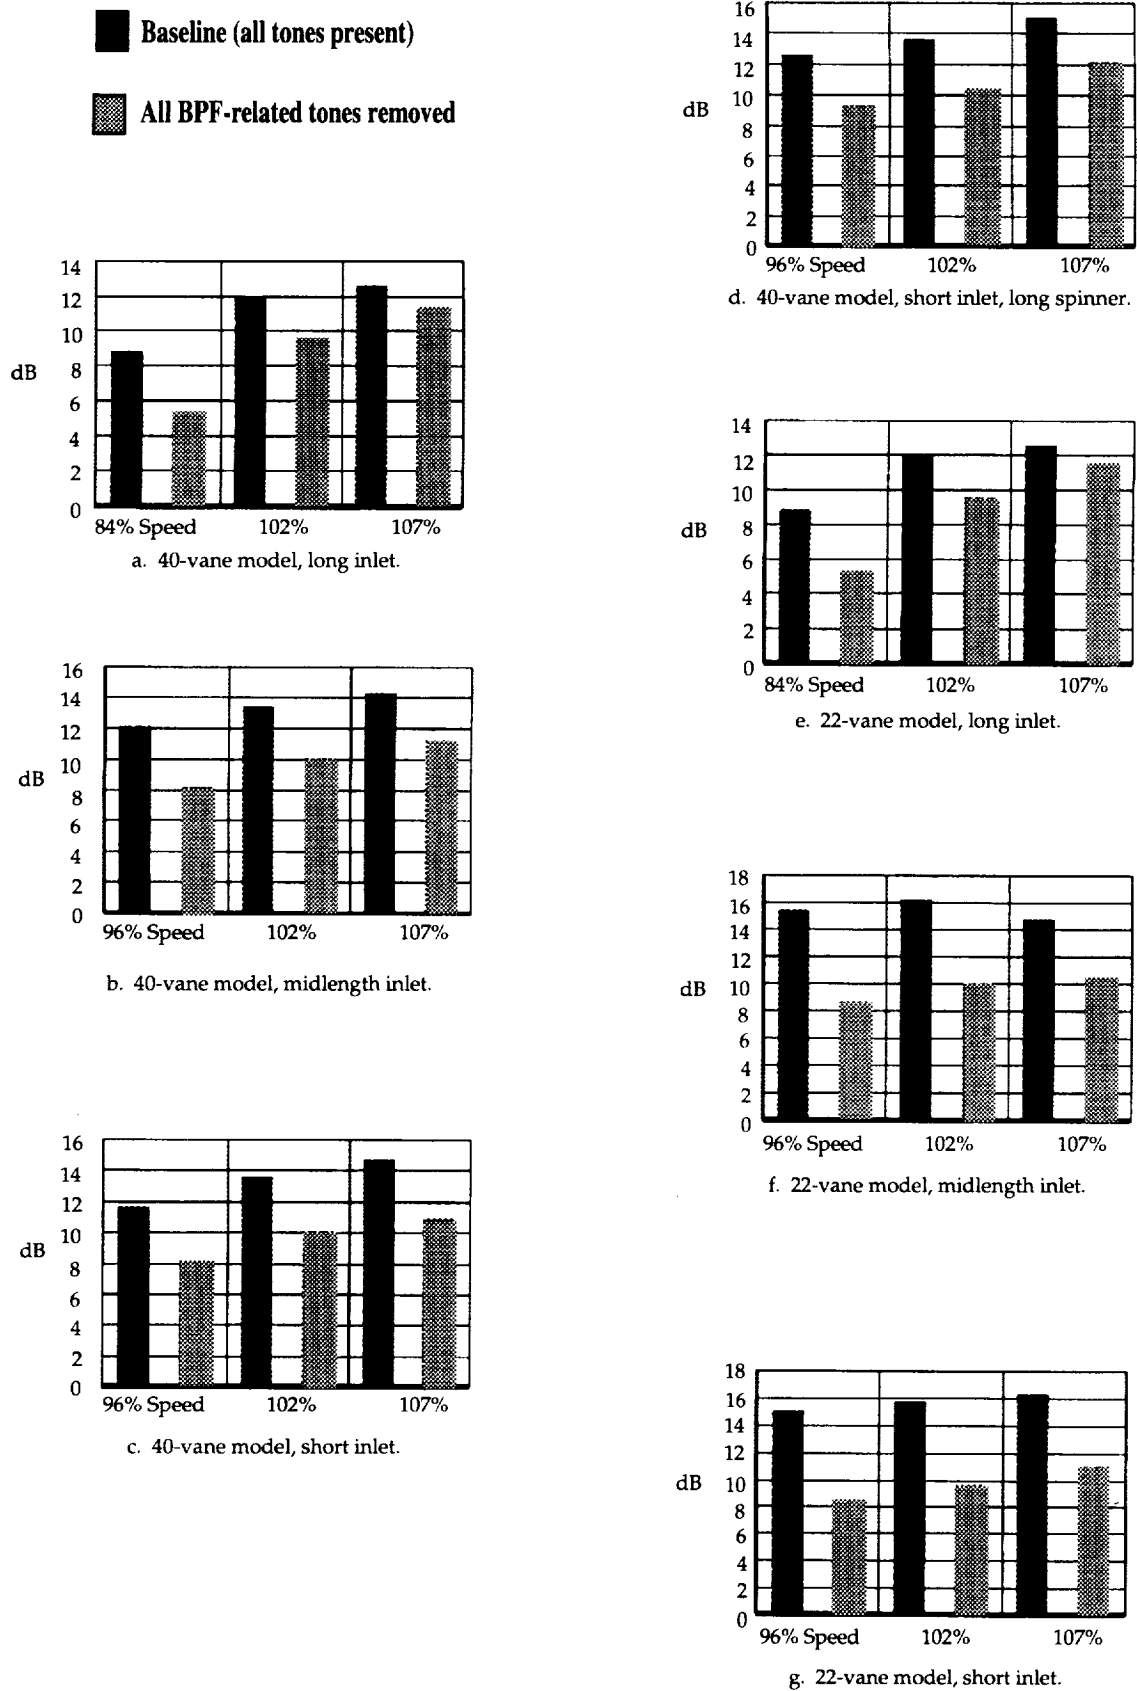 Baseline (all tones present)
All BPF-related tones removed
14
12
10
8
6
4
2
0
dB
84% Speed 102% 107%
a. 40-vane model, long inlet.
16
14
12
10
8
6
4
2
0
dB
96% Speed 102% 107%
b. 40-vane model, midlength inlet.
16
14
12
10
8
6
4
2
0
dB
96% Speed 102% 107%
c. 40-vane model, short inlet.
16
14
12
10
8
6
4
2
0
dB
96% Speed 102% 107%
d. 40-vane model, short inlet, long spinner.
14
12
10
8
6
4
2
0
dB
84% Speed 102% 107%
e. 22-vane model, long inlet.
18
16
14
12
10
8
6
4
2
0
dB
96% Speed 102% 107%
f. 22-vane model, midlength inlet.
18
16
14
12
10
8
6
4
2
0
dB
96% Speed 102% 107%
g. 22-vane model, short inlet.